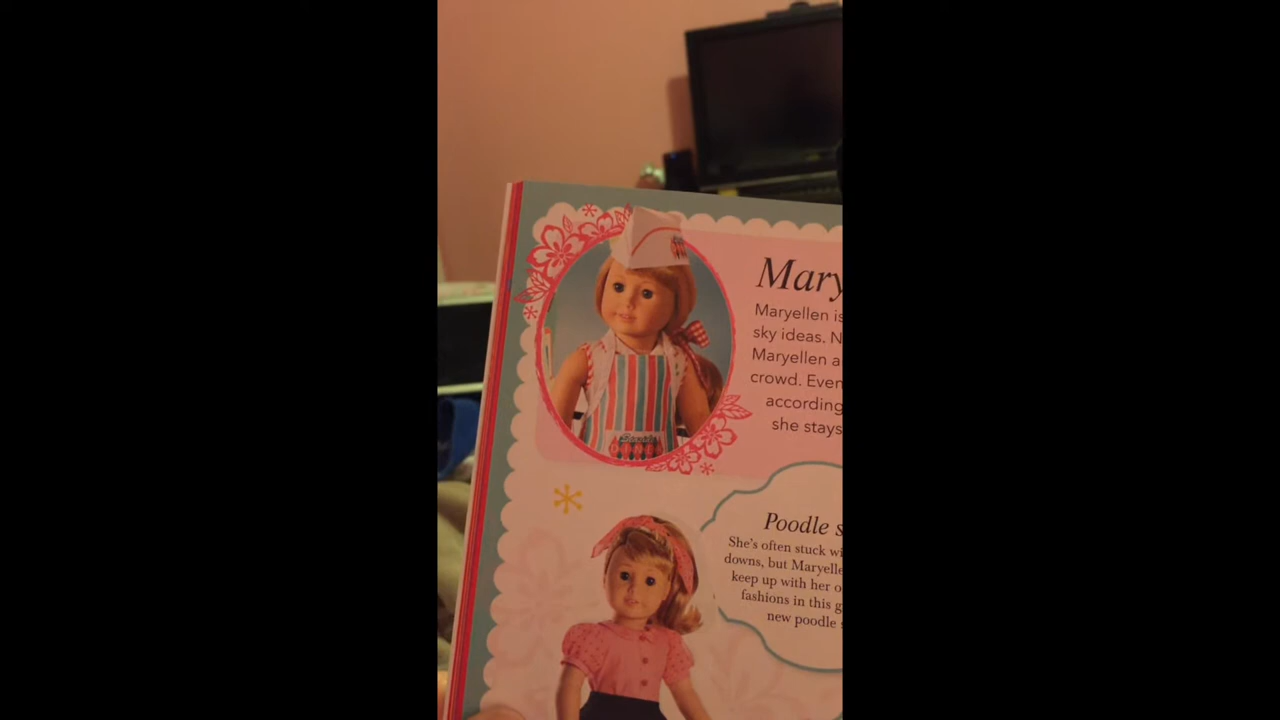 Mary
Maryellen is
sky ideas. N
Maryellen a
crowd. Even
according
she stays
Poodle s
She's often stuck wi
downs, but Maryelle
keep up with her o
fashions in this g
new poodle s